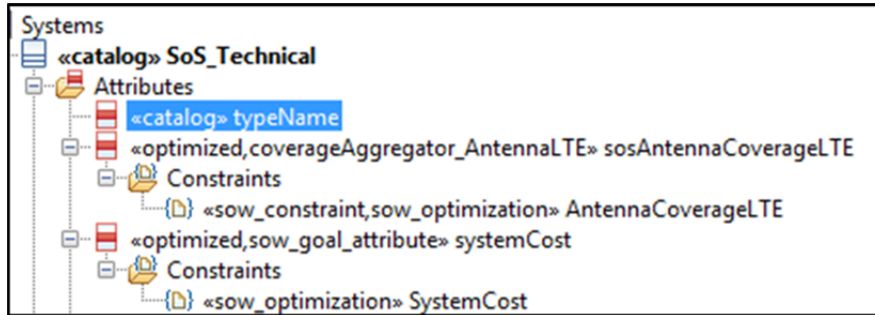 Systems
«catalog» SoS_Technical
Attributes
«catalog» typeName
«optimized,coverageAggregator_AntennaLTE» sosAntennaCoverageLTE
Constraints
«sow_constraint,sow_optimization» AntennaCoverageLTE
«optimized,sow_goal_attribute» systemCost
Constraints
«sow_optimization» SystemCost